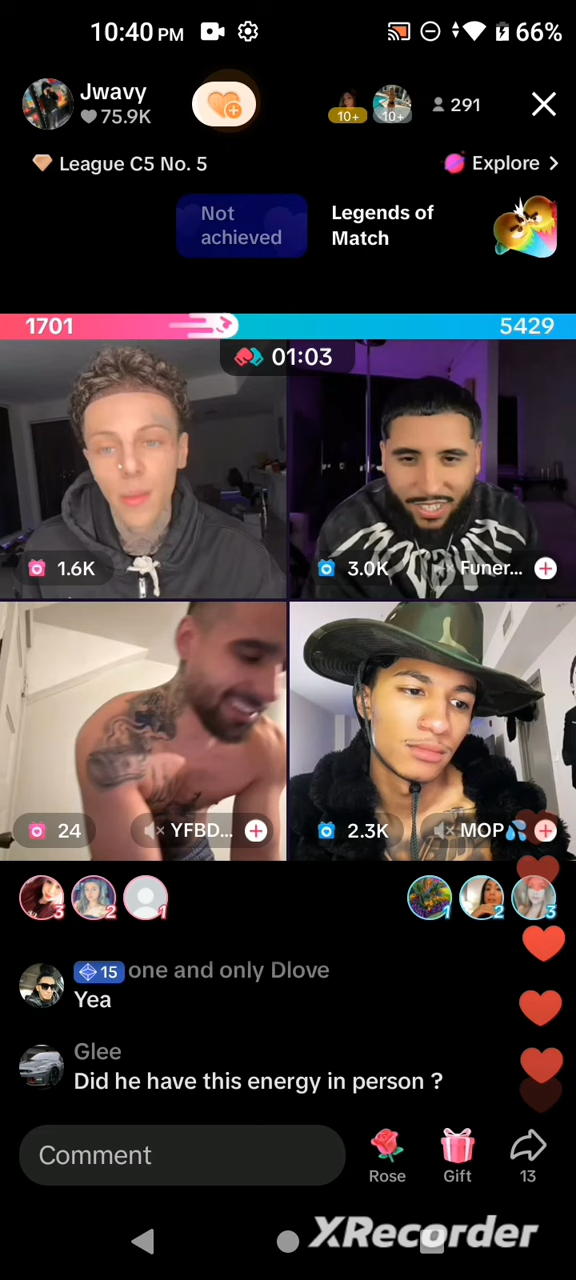 10:40 PM
66%
Jwavy
75.9K
10+
10+
291
League C5 No. 5
Explore
Not
achieved
Legends of
Match
1701
5429
01:03
1.6K
3.0K
Funer...
24
YFBD...
2.3K
MOP💦
3
2
1
1
2
3
15 one and only Dlove
Yea
Glee
Did he have this energy in person ?
Comment
Rose
Gift
13
XRecorder